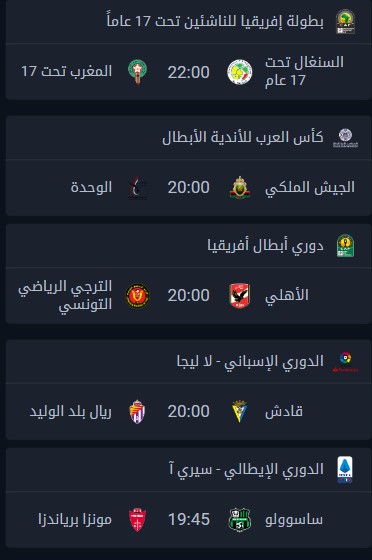 بطولة إفريقيا للناشئين تحت 17 عاماً
السنغال تحت 17 عام 22:00 المغرب تحت 17
كأس العرب للأندية الأبطال
الجيش الملكي 20:00 الوحدة
دوري أبطال أفريقيا
الأهلي 20:00 الترجي الرياضي التونسي
الدوري الإسباني - لا ليجا
قادش 20:00 ريال بلد الوليد
الدوري الإيطالي - سيري آ
ساسوولو 19:45 مونزا برياندزا